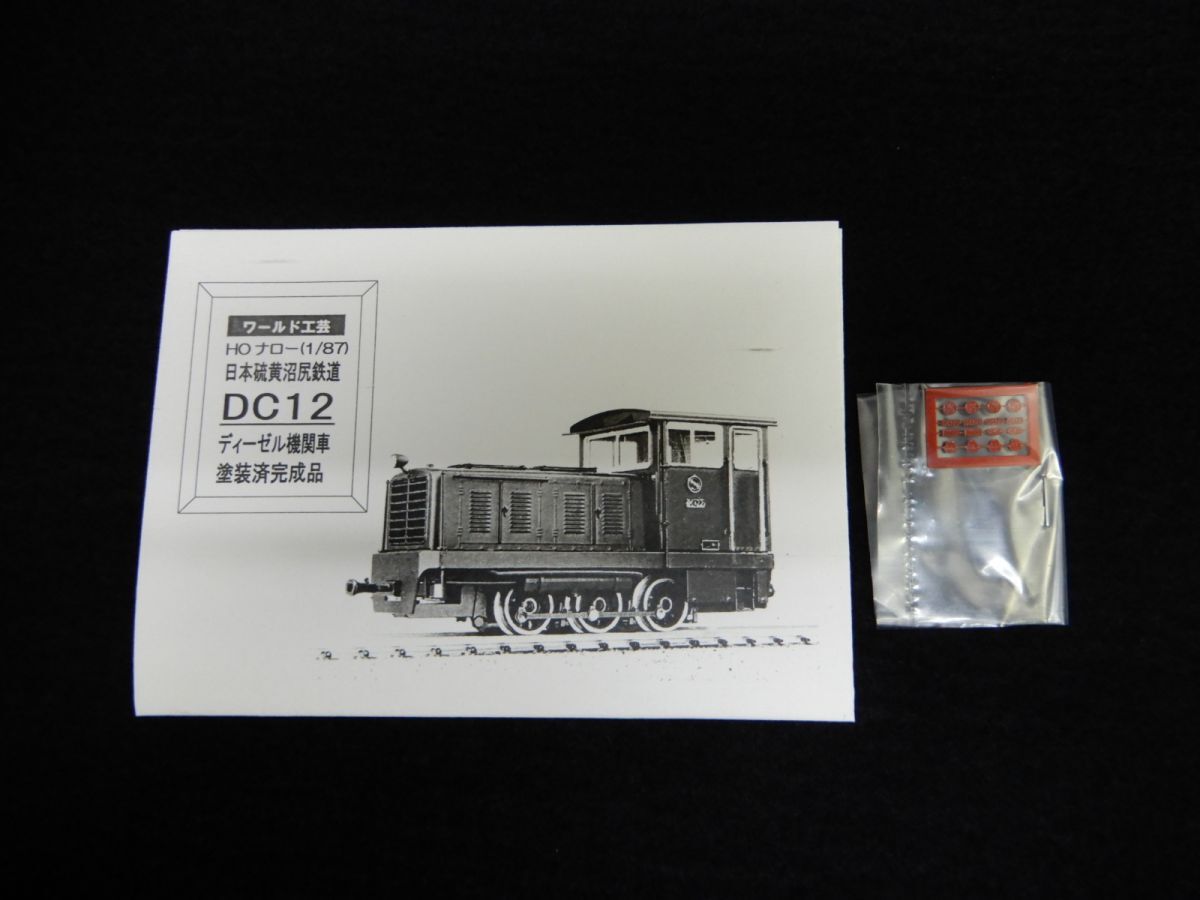 ワールド工芸
HOナロー(1/87)
日本硫黄沼尻鉄道
DC12
ディーゼル機関車
塗装済完成品